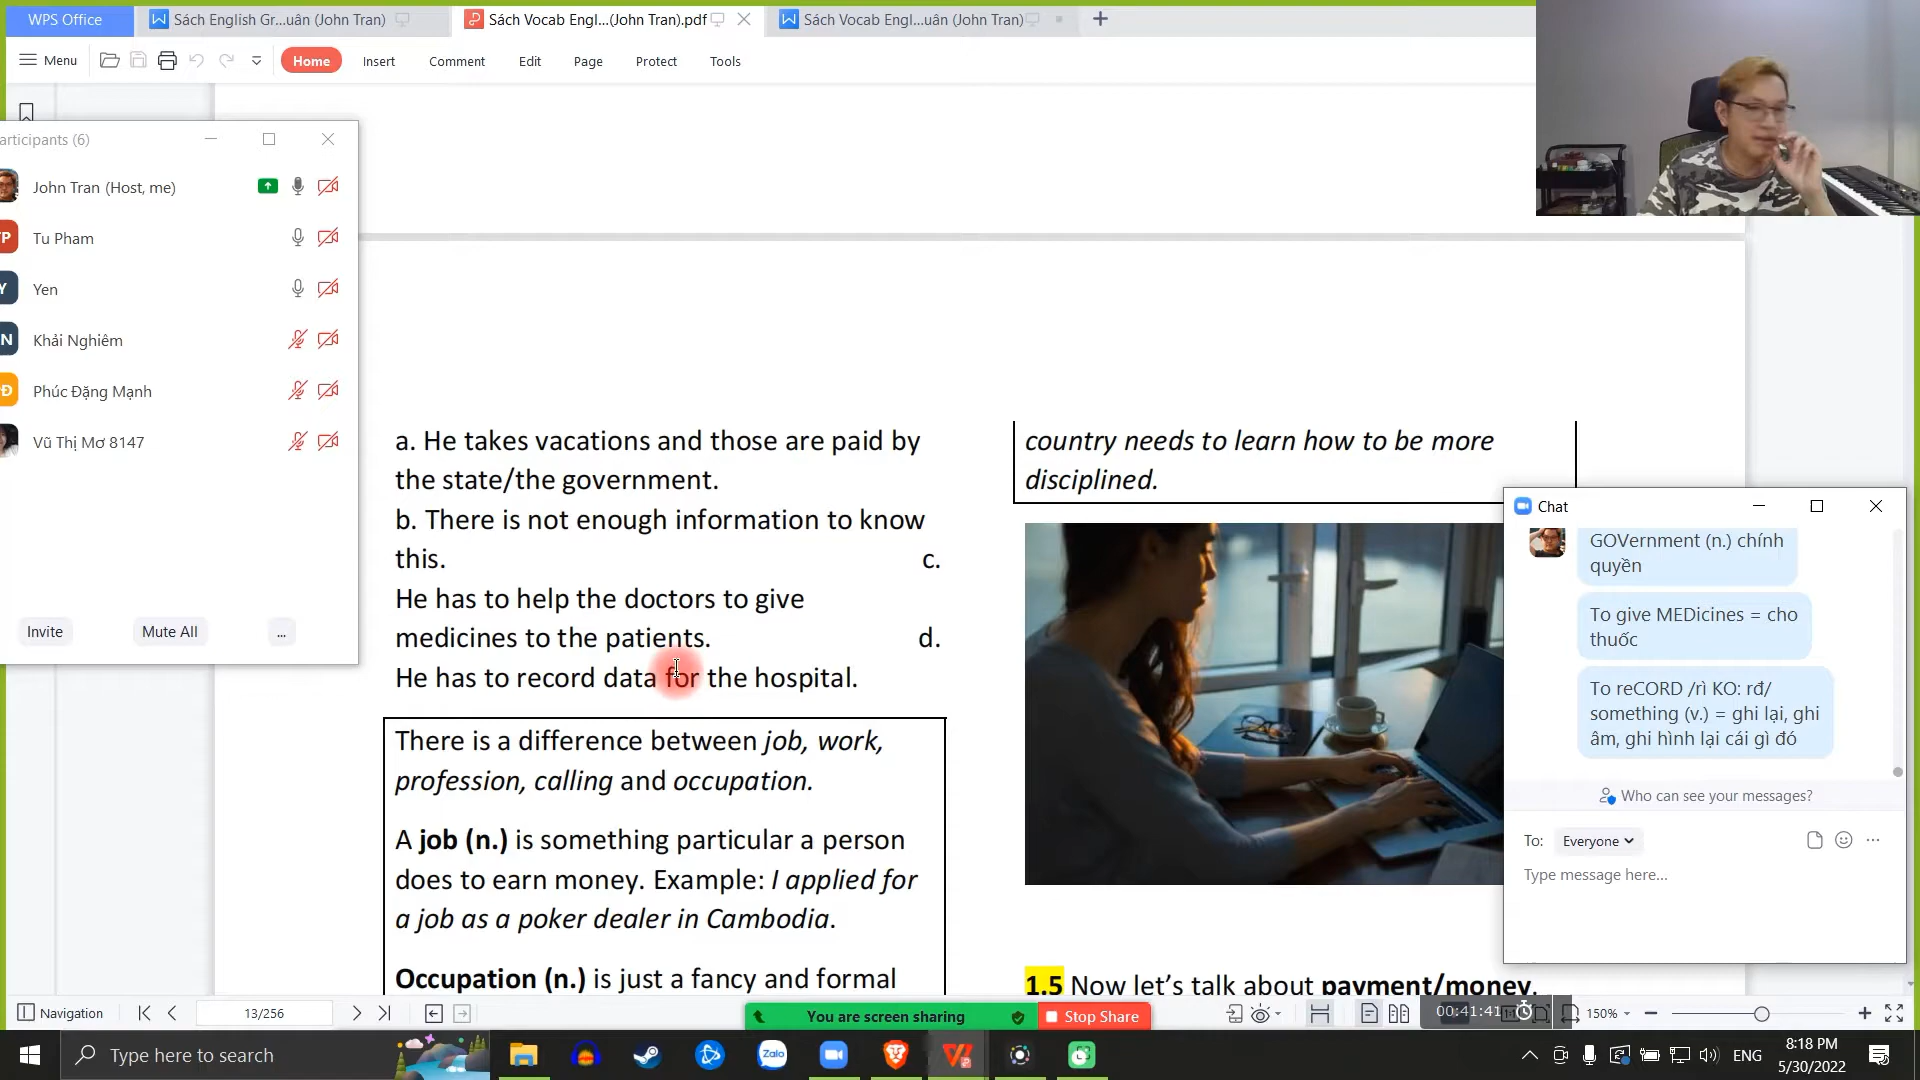 WPS Office
Sách English Gr...uân (John Tran)
Sách Vocab Engl...(John Tran).pdf
Sách Vocab Engl...uân (John Tran)
Menu
Home
Insert
Comment
Edit
Page
Protect
Tools
articipants (6)
John Tran (Host, me)
TP
Tu Pham
Y
Yen
N
Khải Nghiêm
Đ
Phúc Đặng Mạnh
Vũ Thị Mơ 8147
Invite
Mute All
...
a. He takes vacations and those are paid by
the state/the government.
b. There is not enough information to know
this. c.
He has to help the doctors to give
medicines to the patients. d.
He has to record data for the hospital.
There is a difference between job, work,
profession, calling and occupation.
A job (n.) is something particular a person
does to earn money. Example: I applied for
a job as a poker dealer in Cambodia.
Occupation (n.) is just a fancy and formal
country needs to learn how to be more
disciplined.
1.5 Now let's talk about payment/money.
Chat
GOVernment (n.) chính
quyền
To give MEDicines = cho
thuốc
To reCORD /rì KO: rđ/
something (v.) = ghi lại, ghi
âm, ghi hình lại cái gì đó
Who can see your messages?
To: Everyone
Type message here...
Navigation
13/256
You are screen sharing
Stop Share
00:41:41
150%
Type here to search
Zalo
ENG
8:18 PM
5/30/2022